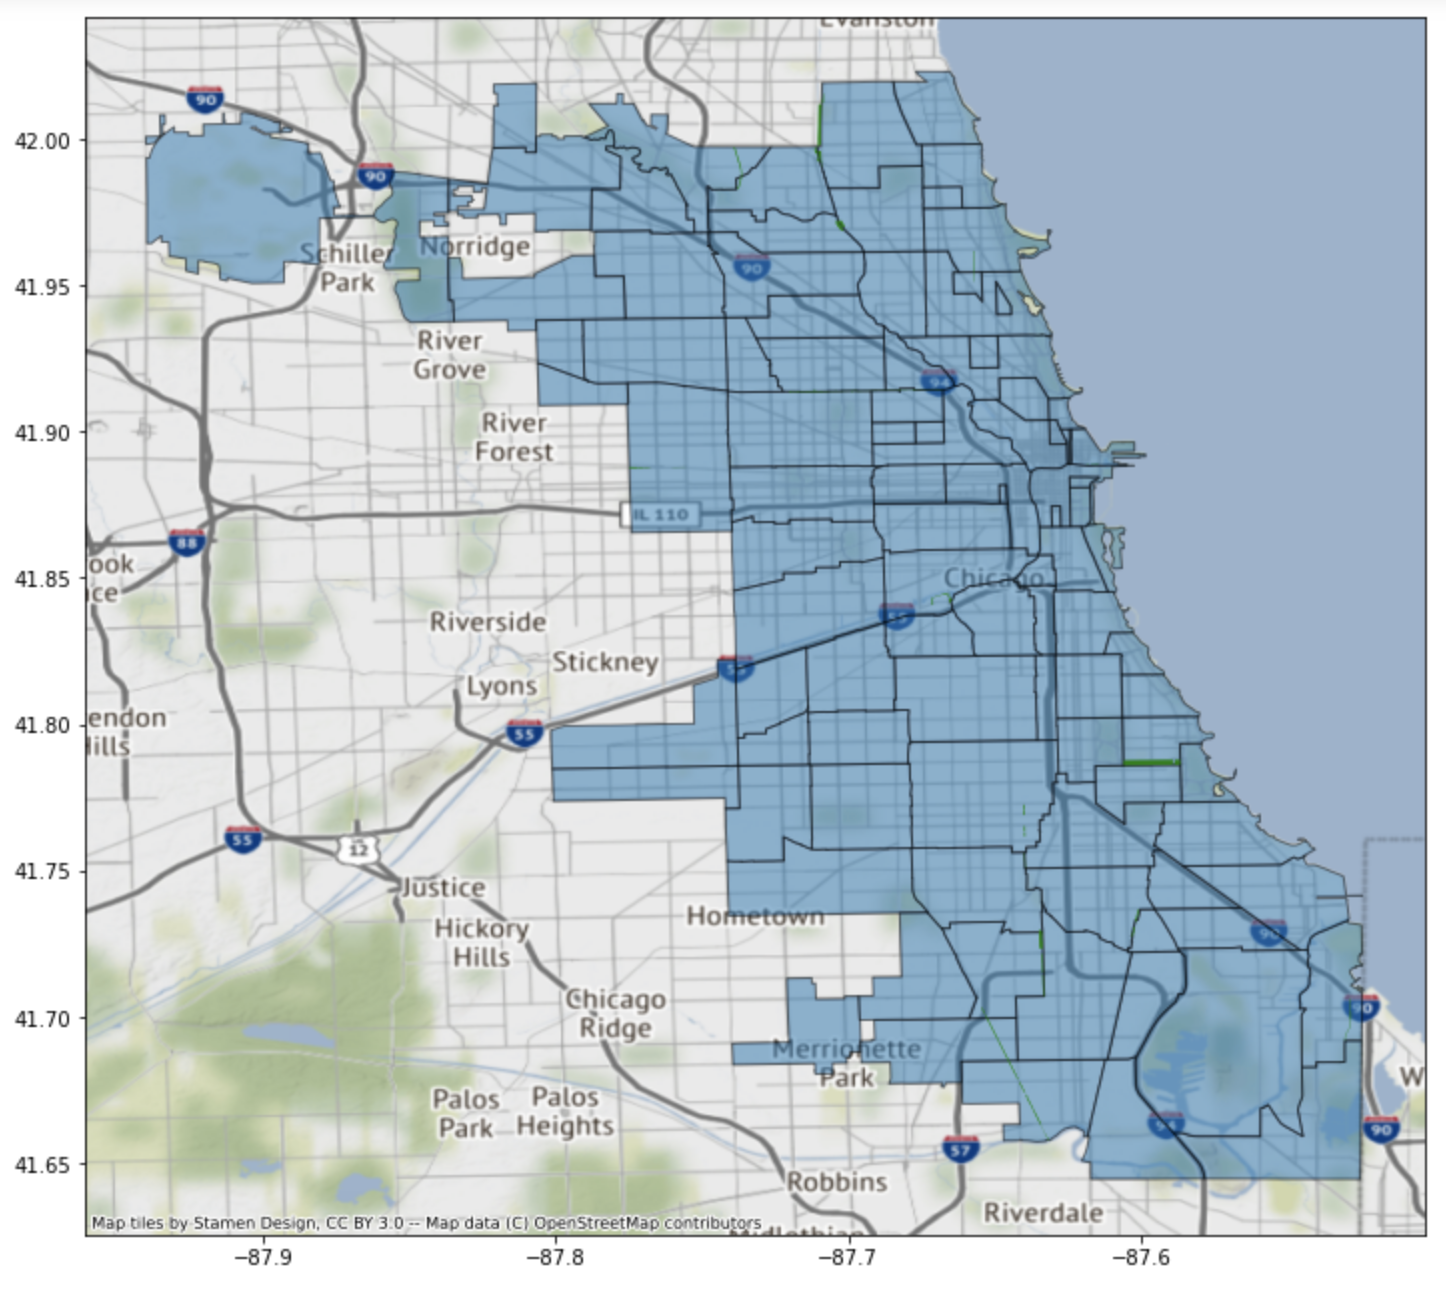 Evanston
90
42.00
90
Schiller
Park
Norridge
90
41.95
River
Grove
94
41.90
River
Forest
IL 110
88
41.85
ook
ce
Chicago
Riverside
Stickney
Lyons
41.80
endon
Hills
55
55
12
41.75
Justice
Hometown
Hickory
Hills
90
Chicago
Ridge
41.70
90
Merrionette
Park
W
Palos
Park
Palos
Heights
90
57
41.65
Robbins
Riverdale
Map tiles by Stamen Design, CC BY 3.0 -- Map data (C) OpenStreetMap contributors
Midlothian
−87.9
−87.8
−87.7
−87.6